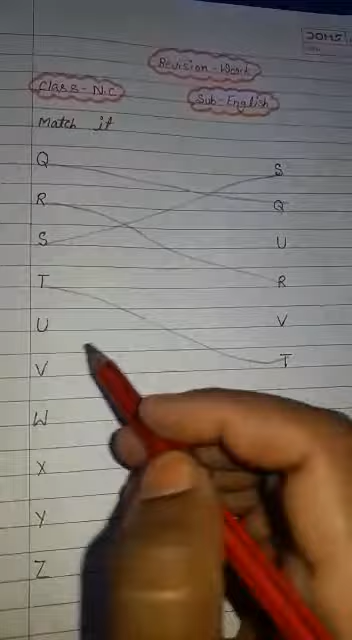 Revision-Work
Class-N.C
Sub-English
Match it
Q S
R Q
S U
T R
U V
V T
W
X
Y
Z